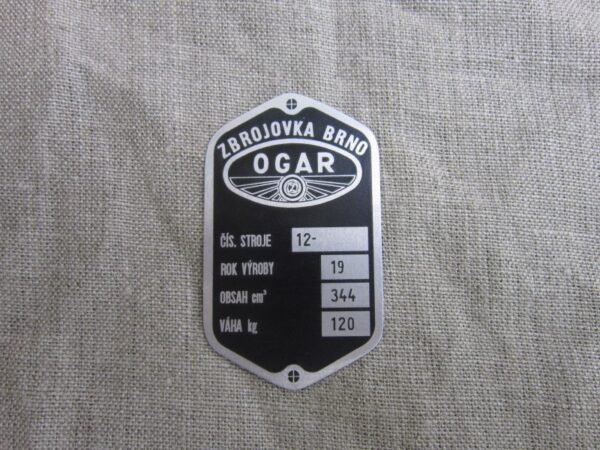 ZBROJOVKA BRNO
OGAR
ČÍS. STROJE 12-
ROK VÝROBY 19
OBSAH cm³ 344
VÁHA kg 120